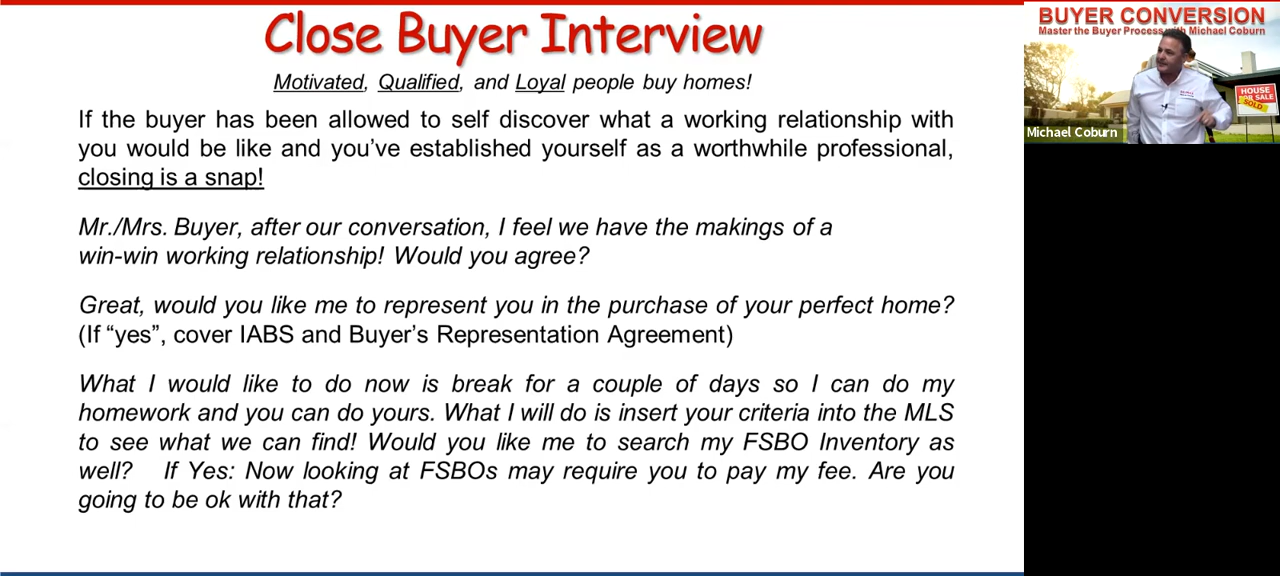 Close Buyer Interview
Motivated, Qualified, and Loyal people buy homes!
If the buyer has been allowed to self discover what a working relationship with
you would be like and you've established yourself as a worthwhile professional,
closing is a snap!
Mr./Mrs. Buyer, after our conversation, I feel we have the makings of a
win-win working relationship! Would you agree?
Great, would you like me to represent you in the purchase of your perfect home?
(If “yes”, cover IABS and Buyer's Representation Agreement)
What I would like to do now is break for a couple of days so I can do my
homework and you can do yours. What I will do is insert your criteria into the MLS
to see what we can find! Would you like me to search my FSBO Inventory as
well? If Yes: Now looking at FSBOs may require you to pay my fee. Are you
going to be ok with that?
BUYER CONVERSION
Master the Buyer Process with Michael Coburn
HOUSE
FOR SALE
SOLD
Michael Coburn